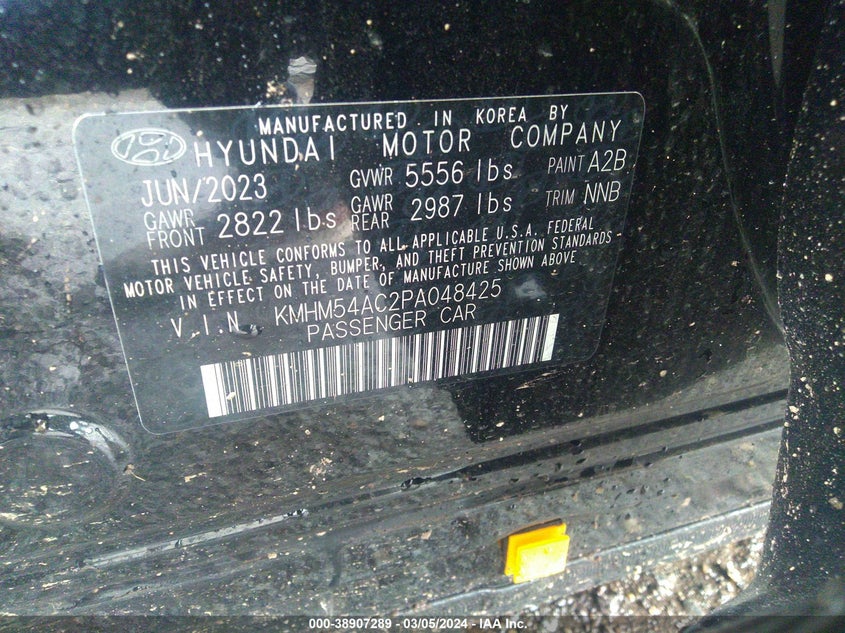 MANUFACTURED IN KOREA BY
HYUNDAI MOTOR COMPANY
JUN/2023 GVWR 5556 lbs PAINT A2B
GAWR FRONT 2822 lbs GAWR REAR 2987 lbs TRIM NNB
THIS VEHICLE CONFORMS TO ALL APPLICABLE U.S.A. FEDERAL
MOTOR VEHICLE SAFETY, BUMPER, AND THEFT PREVENTION STANDARDS
IN EFFECT ON THE DATE OF MANUFACTURE SHOWN ABOVE
V.I.N. KMHM54AC2PA048425
PASSENGER CAR
000-38907289 - 03/05/2024 - IAA Inc.